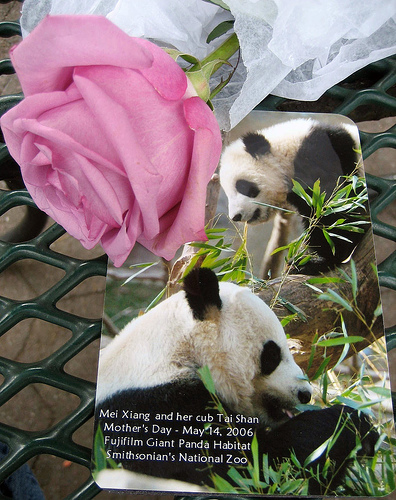 Mei Xiang and her cub Tai Shan
Mother's Day - May 14, 2006
Fujifilm Giant Panda Habitat
Smithsonian's National Zoo